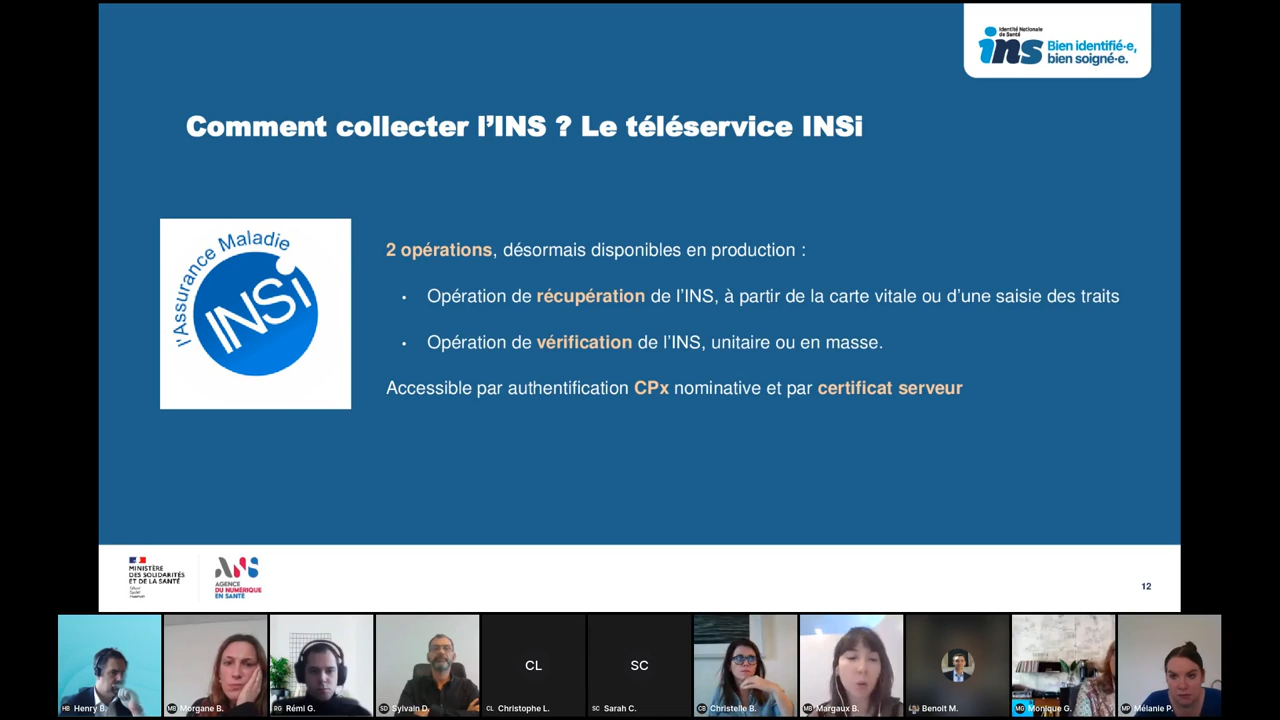 Identité Nationale
de Santé
ins Bien identifié·e,
bien soigné·e.
Comment collecter l'INS ? Le téléservice INSi
l'Assurance Maladie
INSi
2 opérations, désormais disponibles en production :
• Opération de récupération de l'INS, à partir de la carte vitale ou d'une saisie des traits
• Opération de vérification de l'INS, unitaire ou en masse.
Accessible par authentification CPx nominative et par certificat serveur
MINISTÈRE
DES SOLIDARITÉS
ET DE LA SANTÉ
ANS
AGENCE
DU NUMÉRIQUE
EN SANTÉ
12
CL
SC
HB Henry B.
MB Morgane B.
RG Rémi G.
SD Sylvain D.
CL Christophe L.
SC Sarah C.
CB Christelle B.
MB Margaux B.
Benoit M.
MG Monique G.
MP Mélanie P.